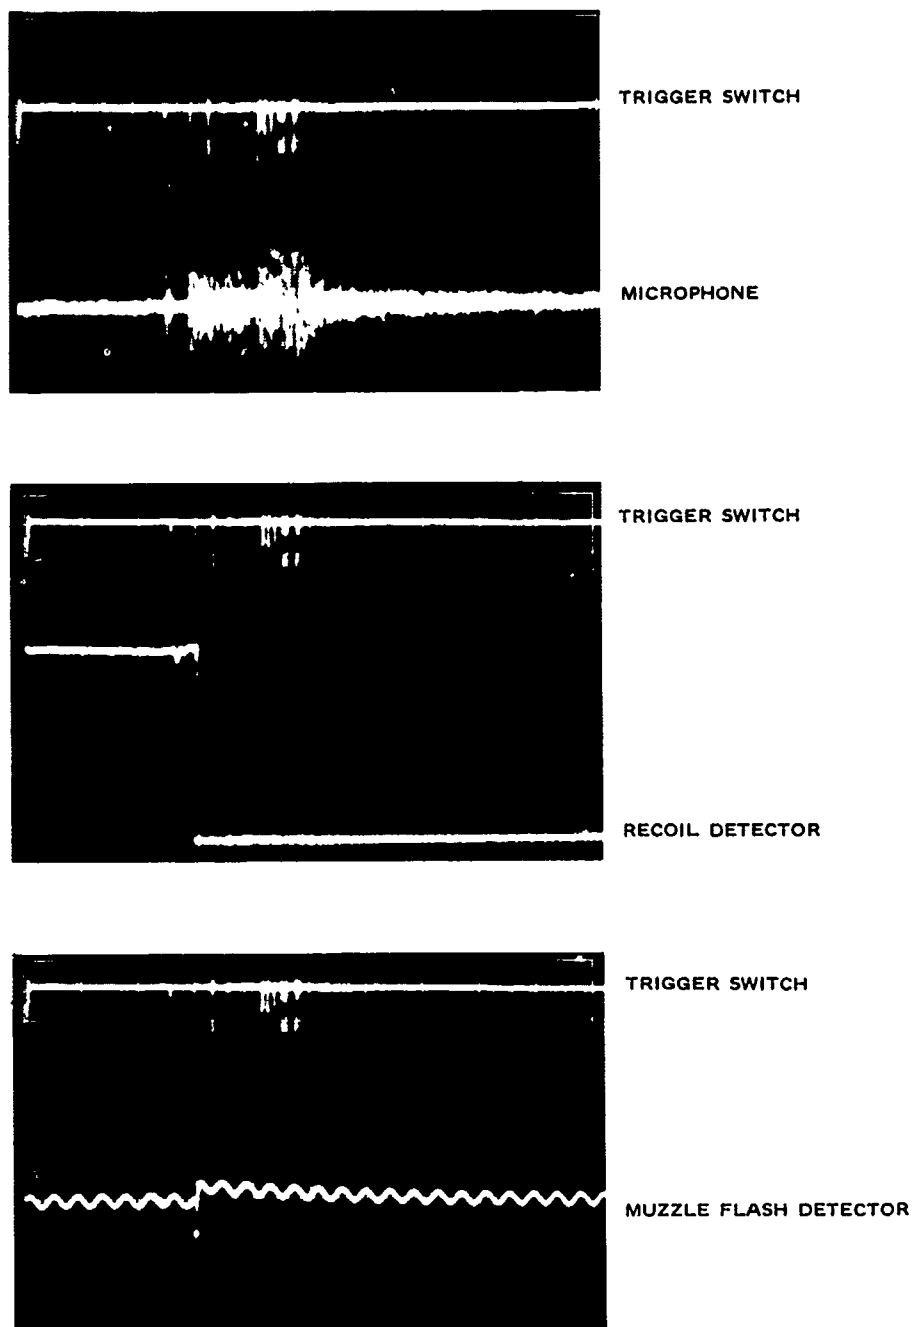 TRIGGER SWITCH
MICROPHONE
TRIGGER SWITCH
RECOIL DETECTOR
TRIGGER SWITCH
MUZZLE FLASH DETECTOR